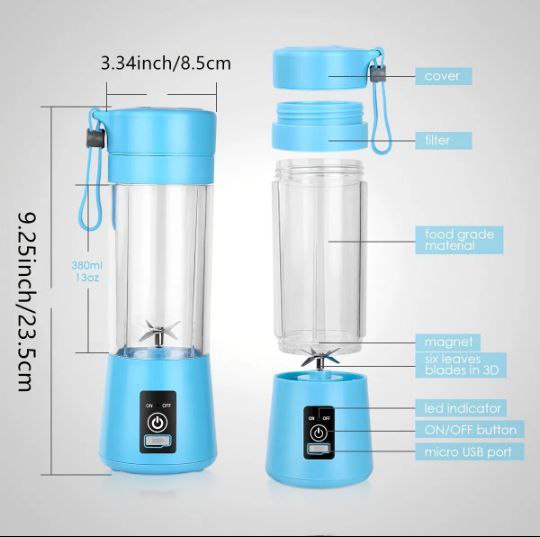 3.34inch/8.5cm
9.25inch/23.5cm
380ml
13oz
ON OFF
cover
filter
food grade
material
magnet
six leaves
blades in 3D
ON OFF
led indicator
ON/OFF button
micro USB port